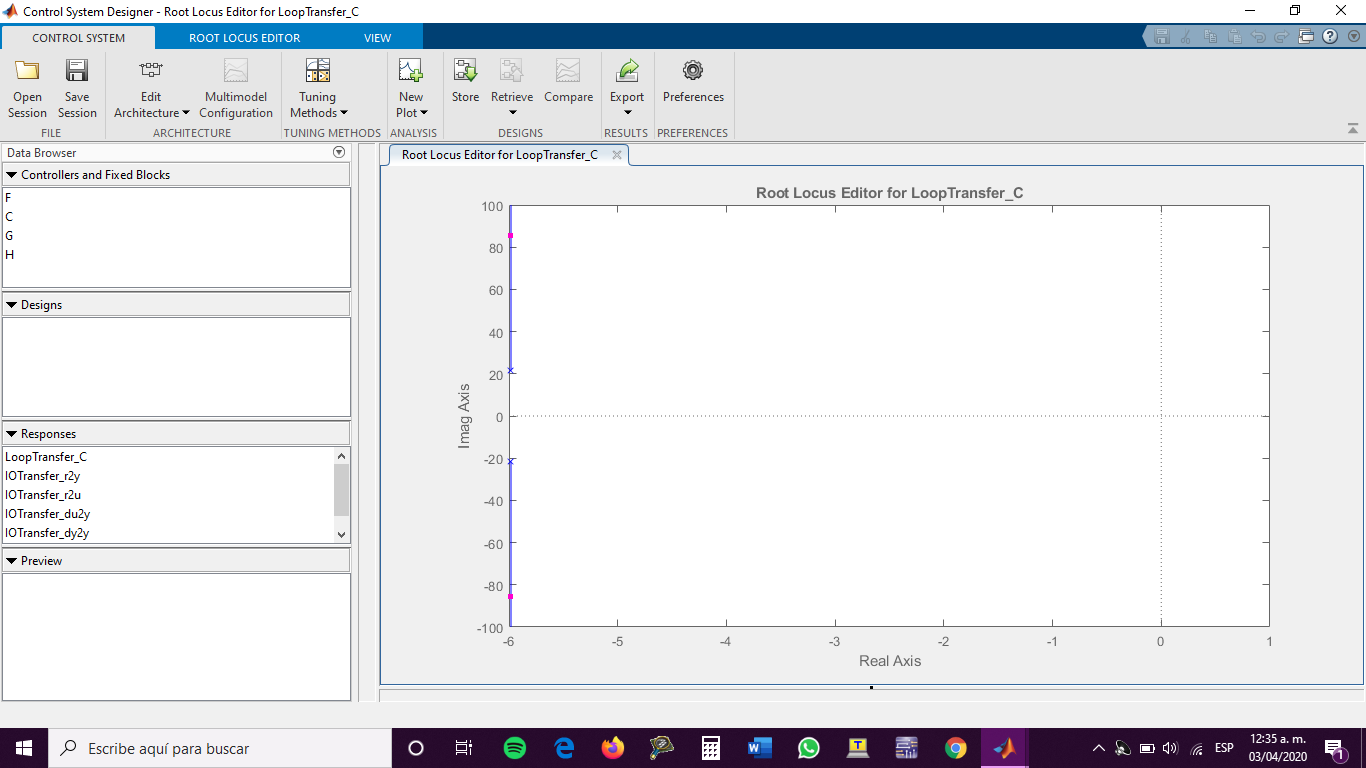 Control System Designer - Root Locus Editor for LoopTransfer_C
CONTROL SYSTEM
ROOT LOCUS EDITOR
VIEW
Open Session
Save Session
Edit Architecture
Multimodel Configuration
Tuning Methods
New Plot
Store
Retrieve
Compare
Export
Preferences
FILE
ARCHITECTURE
TUNING METHODS
ANALYSIS
DESIGNS
RESULTS
PREFERENCES
Data Browser
Controllers and Fixed Blocks
F
C
G
H
Designs
Responses
LoopTransfer_C
IOTransfer_r2y
IOTransfer_r2u
IOTransfer_du2y
IOTransfer_dy2y
Preview
Root Locus Editor for LoopTransfer_C
Root Locus Editor for LoopTransfer_C
100
80
60
40
20
0
-20
-40
-60
-80
-100
Imag Axis
-6
-5
-4
-3
-2
-1
0
1
Real Axis
Escribe aquí para buscar
ESP
12:35 a. m.
03/04/2020
1